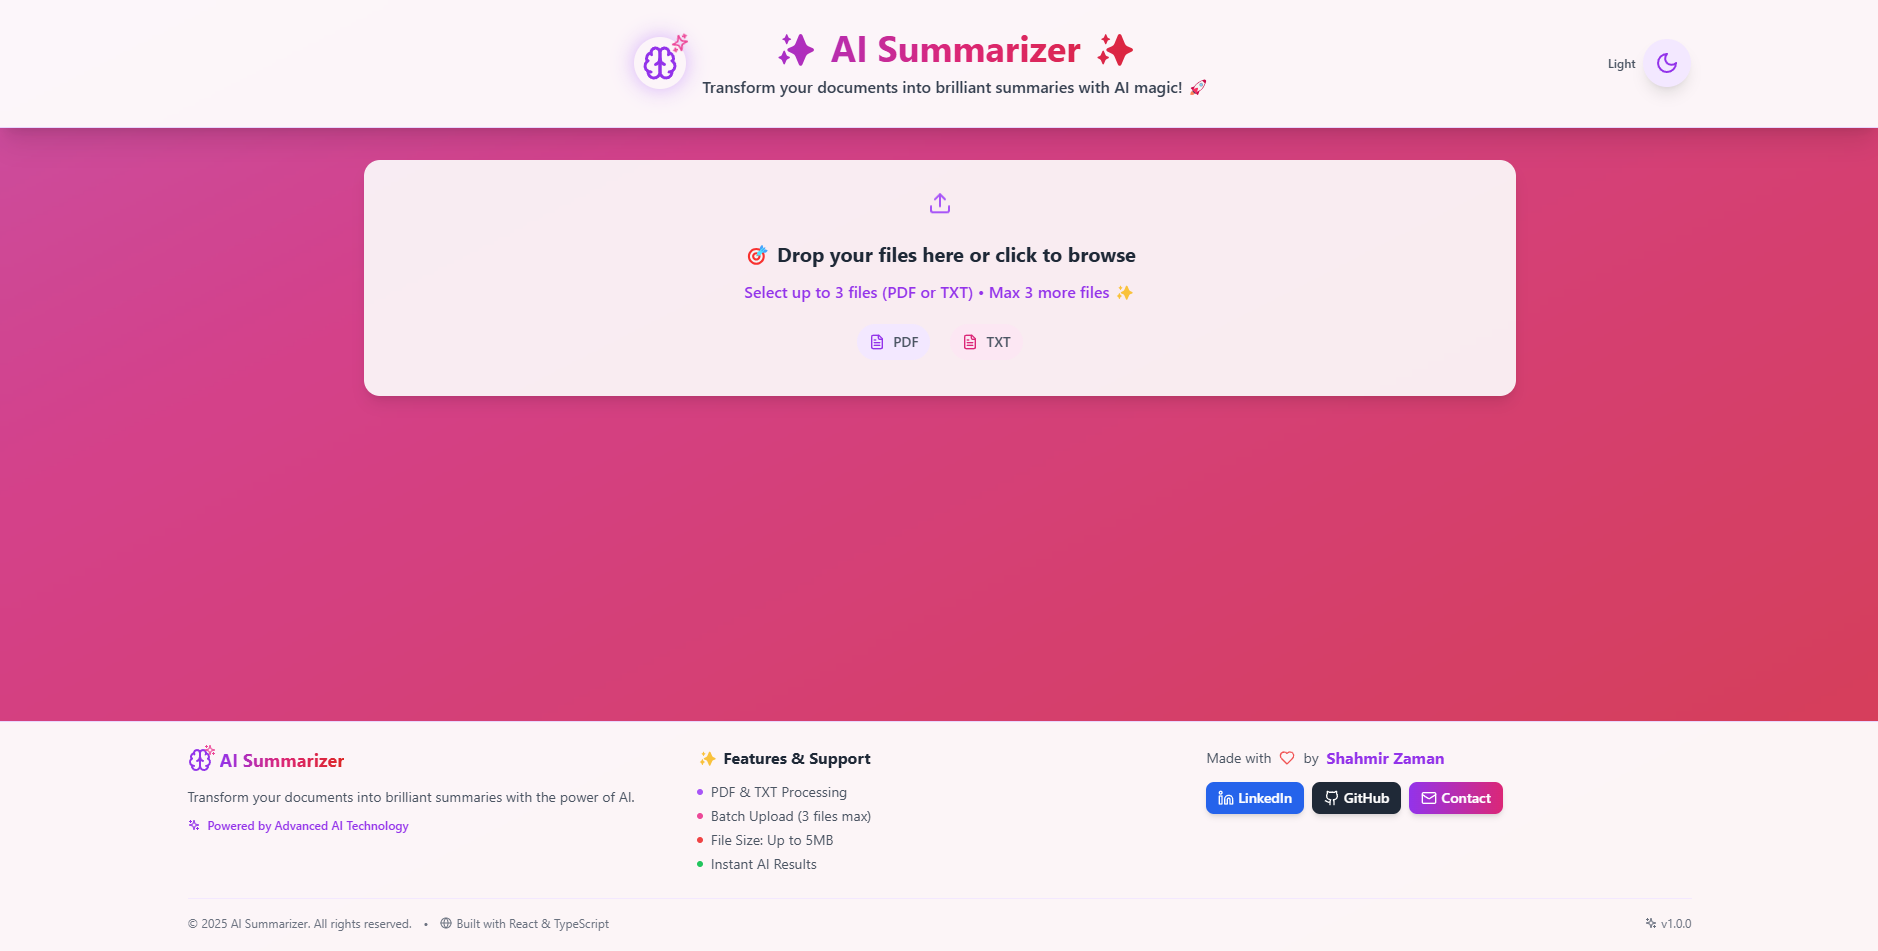 AI Summarizer
Transform your documents into brilliant summaries with AI magic! 🚀
Light
Drop your files here or click to browse
Select up to 3 files (PDF or TXT) • Max 3 more files ✨
PDF
TXT
AI Summarizer
Transform your documents into brilliant summaries with the power of AI.
Powered by Advanced AI Technology
✨ Features & Support
PDF & TXT Processing
Batch Upload (3 files max)
File Size: Up to 5MB
Instant AI Results
Made with ♡ by Shahmir Zaman
LinkedIn
GitHub
Contact
© 2025 AI Summarizer. All rights reserved. • Built with React & TypeScript
v1.0.0